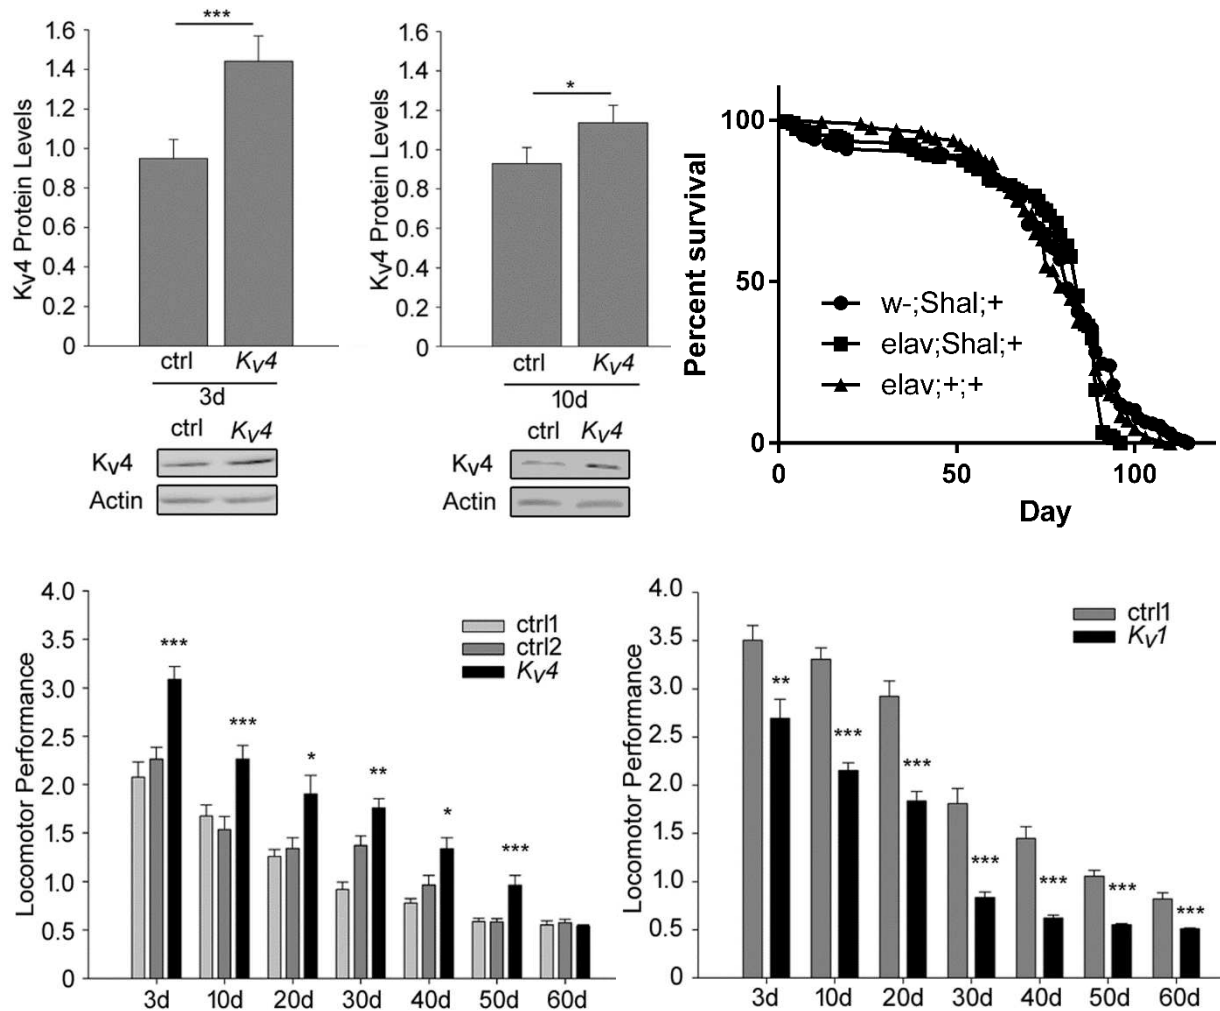 ***
1.6
1.4
1.2
1.0
0.8
0.6
0.4
0.2
0
KV4 Protein Levels
ctrl KV4
3d
ctrl KV4
KV4
Actin
*
1.6
1.4
1.2
1.0
0.8
0.6
0.4
0.2
0
KV4 Protein Levels
ctrl KV4
10d
ctrl KV4
KV4
Actin
100
50
0
Percent survival
w-;Shal;+
elav;Shal;+
elav;+;+
0 50 100
Day
4.0
3.5
3.0
2.5
2.0
1.5
1.0
0.5
0
Locomotor Performance
ctrl1
ctrl2
KV4
*** *** * ** * ***
3d 10d 20d 30d 40d 50d 60d
4.0
3.5
3.0
2.5
2.0
1.5
1.0
0.5
0
Locomotor Performance
ctrl1
KV1
** *** *** *** *** *** ***
3d 10d 20d 30d 40d 50d 60d